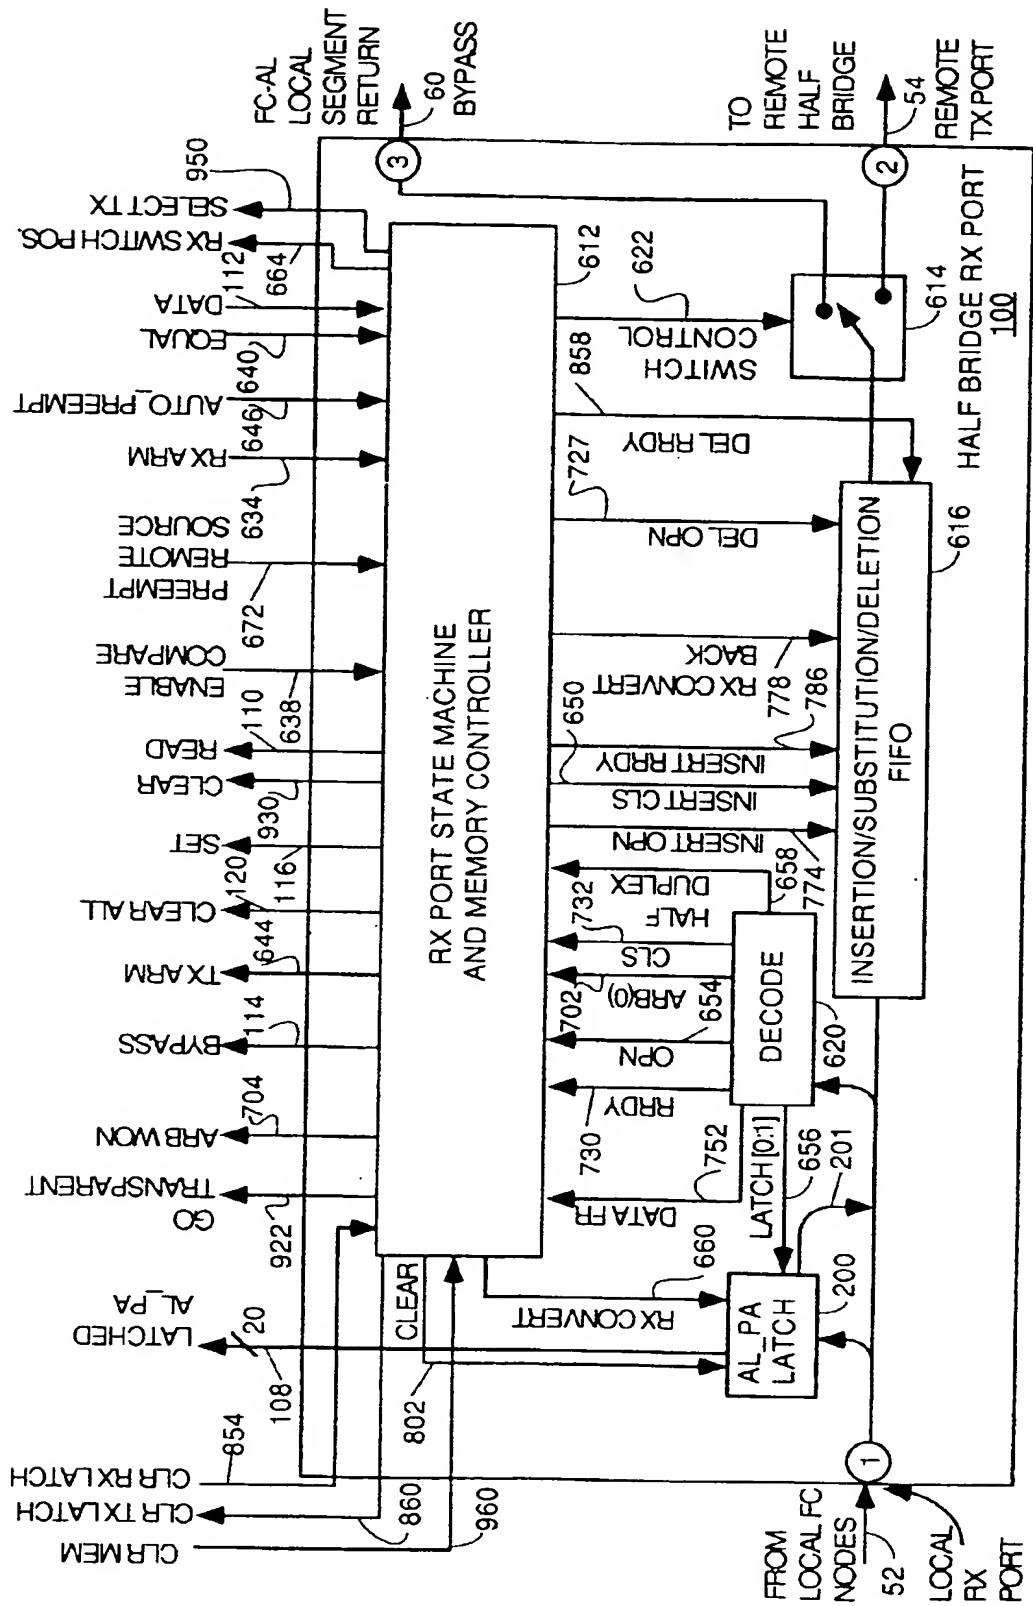 CLR MEM
960
CLR TX LATCH
860
CLR RX LATCH
854
LATCHED
AL_PA
108
20
GO
TRANSPARENT
922
ARB WON
704
BYPASS
114
TX ARM
644
CLEAR ALL
120
SET
116
CLEAR
930
READ
110
ENABLE
COMPARE
638
PREEMPT
REMOTE
SOURCE
672
RX ARM
634
AUTO_PREEMPT
646
EQUAL
640
DATA
112
RX SWITCH POS.
664
SELECT TX
950
FC-AL
LOCAL
SEGMENT
RETURN
60
BYPASS
3
RX PORT STATE MACHINE
AND MEMORY CONTROLLER
612
CLEAR
802
RX CONVERT
660
DATA FR
752
RRDY
730
OPN
654
ARB(0)
702
CLS
732
HALF
DUPLEX
658
INSERT OPN
774
INSERT CLS
650
INSERT RRDY
786
RX CONVERT
BACK
778
DEL OPN
727
DEL RRDY
858
SWITCH
CONTROL
622
614
TO
REMOTE
HALF
BRIDGE
2
54
REMOTE
TX PORT
AL_PA
LATCH
200
201
LATCH [0:1]
656
DECODE
620
INSERTION/SUBSTITUTION/DELETION
FIFO
616
FROM
LOCAL FC
NODES
52
1
LOCAL
RX
PORT
HALF BRIDGE RX PORT
100